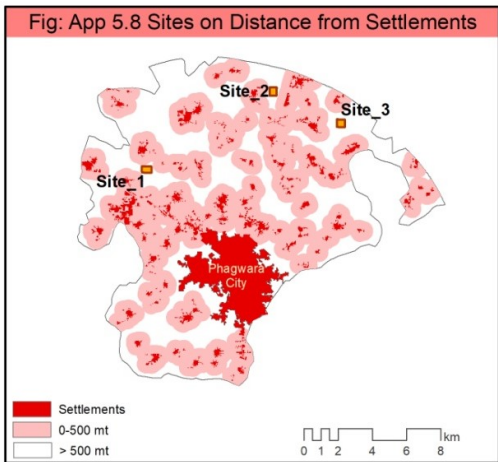 Fig: App 5.8 Sites on Distance from Settlements
Site_2
Site_3
Site_1
Phagwara
City
Settlements
0-500 mt
> 500 mt
km
0 1 2 4 6 8